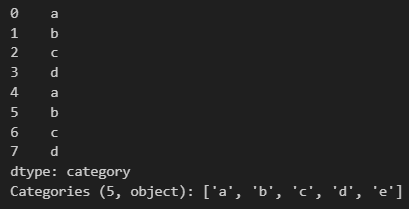 0    a
1    b
2    c
3    d
4    a
5    b
6    c
7    d
dtype: category
Categories (5, object): ['a', 'b', 'c', 'd', 'e']